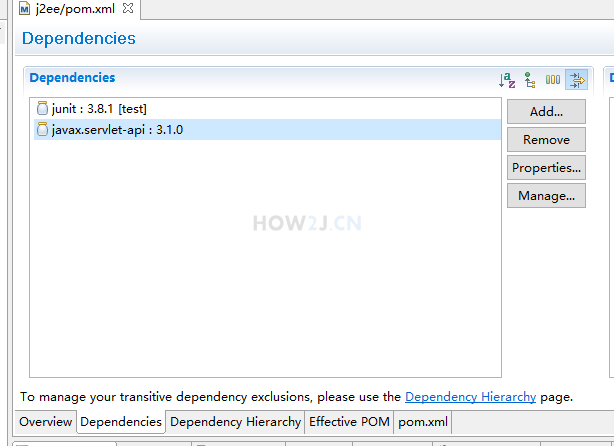 j2ee/pom.xml
Dependencies
Dependencies
junit : 3.8.1 [test]
javax.servlet-api : 3.1.0
Add...
Remove
Properties...
Manage...
HOW2J.CN
To manage your transitive dependency exclusions, please use the Dependency Hierarchy page.
Overview Dependencies Dependency Hierarchy Effective POM pom.xml